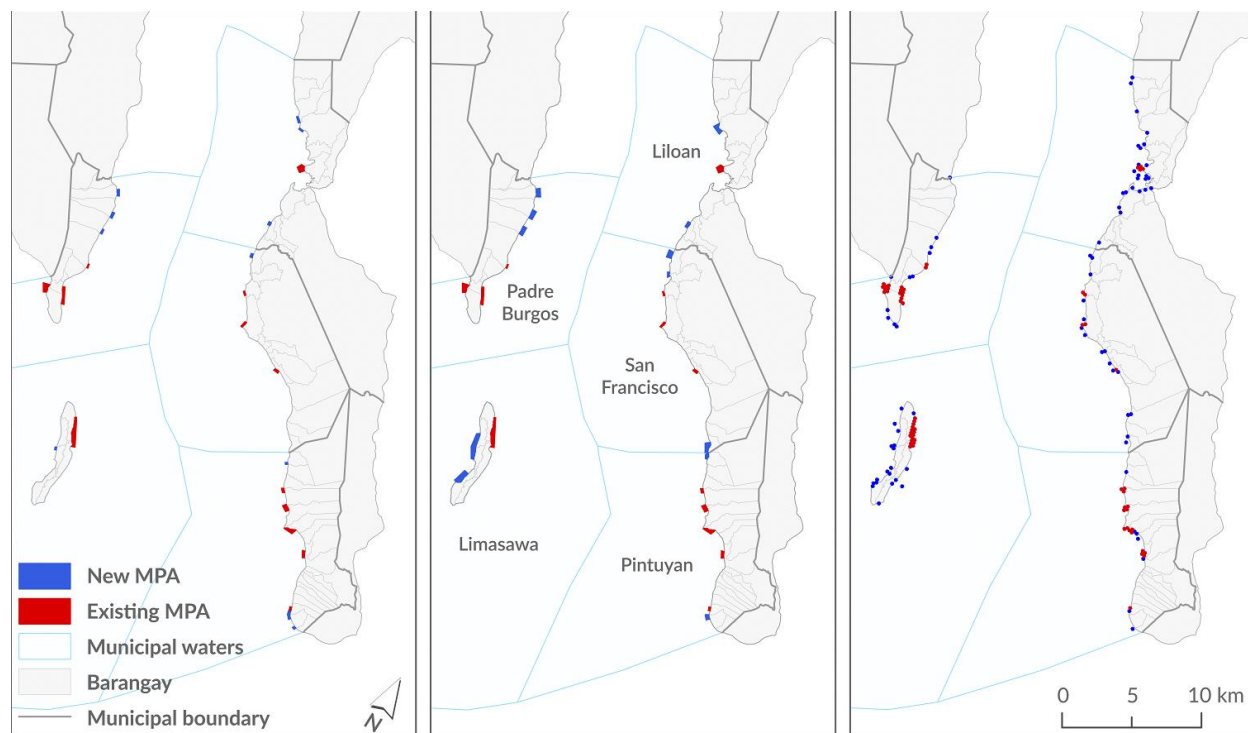 New MPA
Existing MPA
Municipal waters
Barangay
Municipal boundary
N
Liloan
Padre
Burgos
San
Francisco
Limasawa
Pintuyan
0 5 10 km